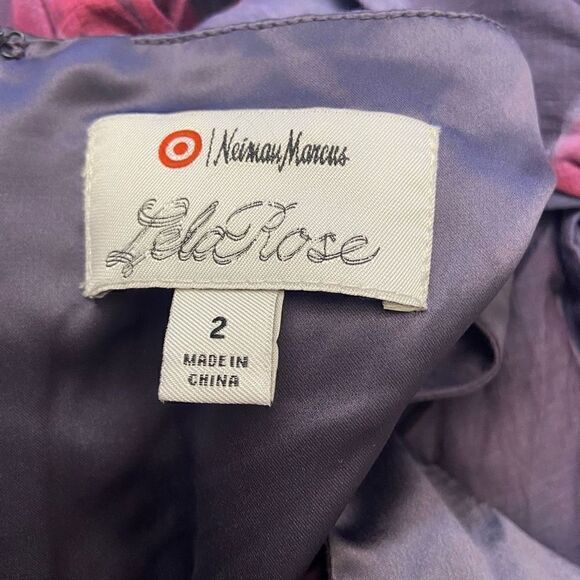 | Neiman Marcus
Lela Rose
2
MADE IN
CHINA